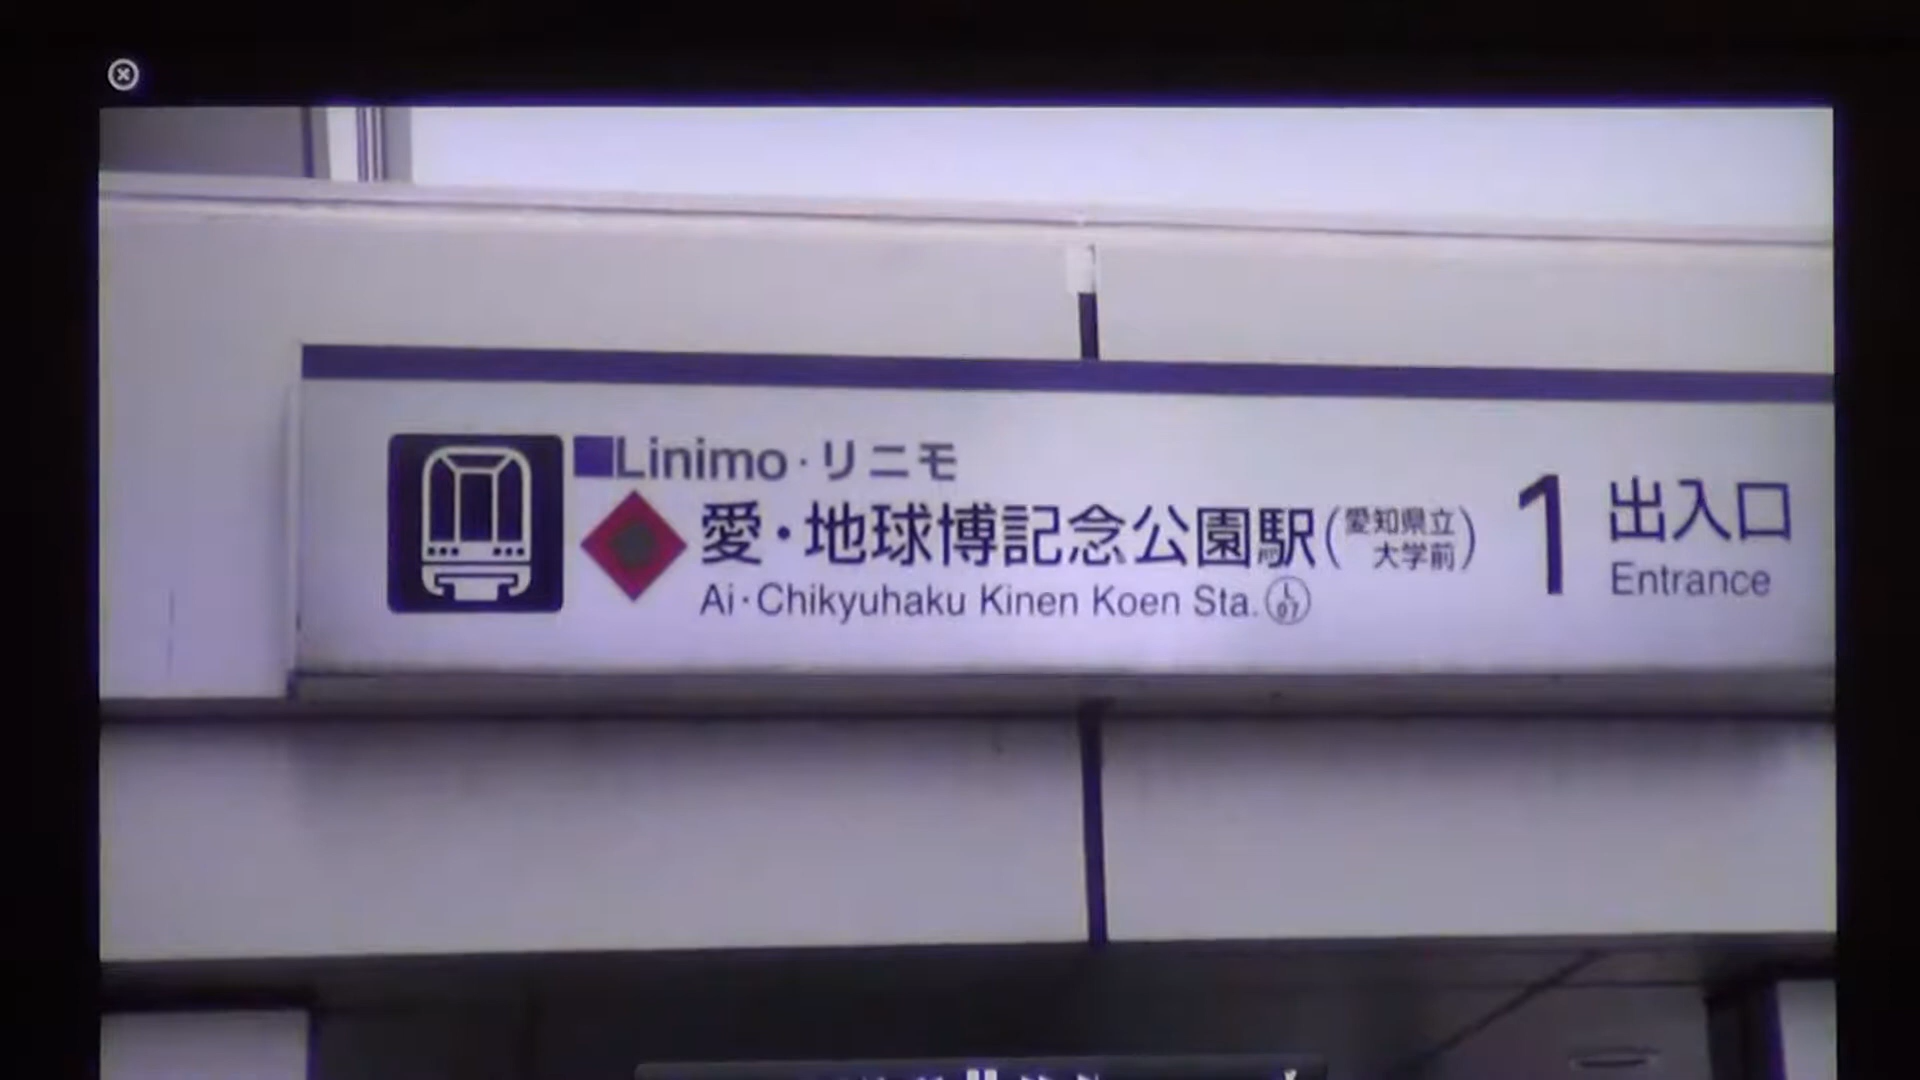 Linimo・リニモ
愛・地球博記念公園駅(愛知県立大学前)
Ai・Chikyuhaku Kinen Koen Sta. L 07
1 出入口
Entrance